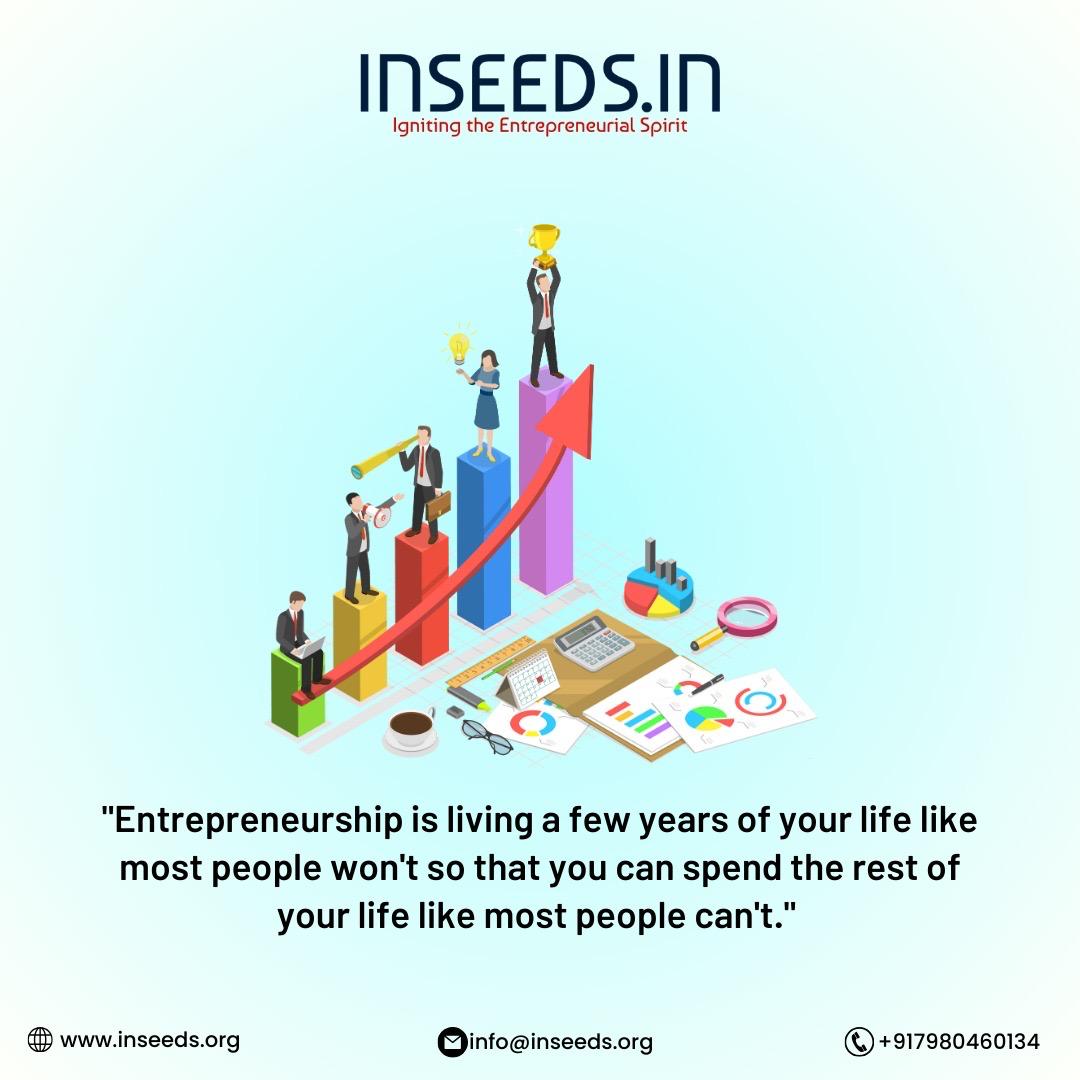 INSEEDS.IN
Igniting the Entrepreneurial Spirit
"Entrepreneurship is living a few years of your life like
most people won't so that you can spend the rest of
your life like most people can't."
www.inseeds.org
info@inseeds.org
+917980460134